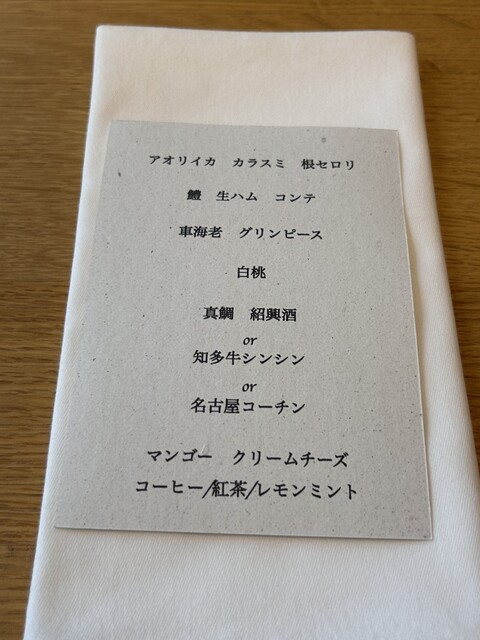 アオリイカ　カラスミ　根セロリ
鱧　生ハム　コンテ
車海老　グリンピース
白桃
真鯛　紹興酒
or
知多牛シンシン
or
名古屋コーチン
マンゴー　クリームチーズ
コーヒー/紅茶/レモンミント